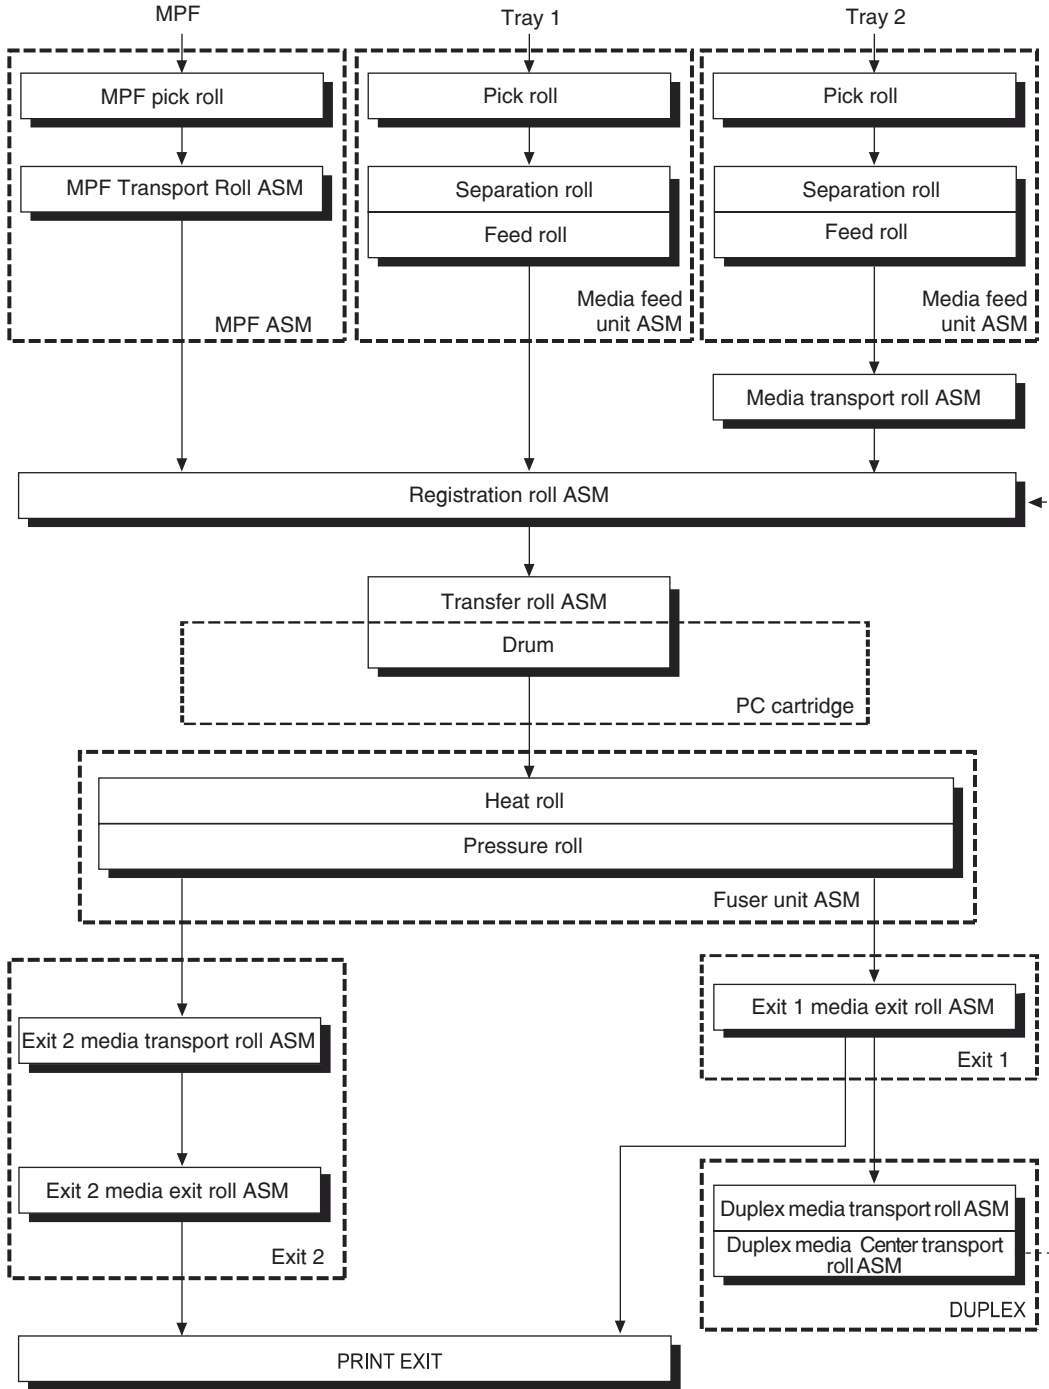 MPF
Tray 1
Tray 2
MPF pick roll
Pick roll
Pick roll
MPF Transport Roll ASM
Separation roll
Separation roll
Feed roll
Feed roll
MPF ASM
Media feed
unit ASM
Media feed
unit ASM
Media transport roll ASM
Registration roll ASM
Transfer roll ASM
Drum
PC cartridge
Heat roll
Pressure roll
Fuser unit ASM
Exit 2 media transport roll ASM
Exit 1 media exit roll ASM
Exit 1
Exit 2 media exit roll ASM
Exit 2
Duplex media transport roll ASM
Duplex media Center transport
roll ASM
DUPLEX
PRINT EXIT